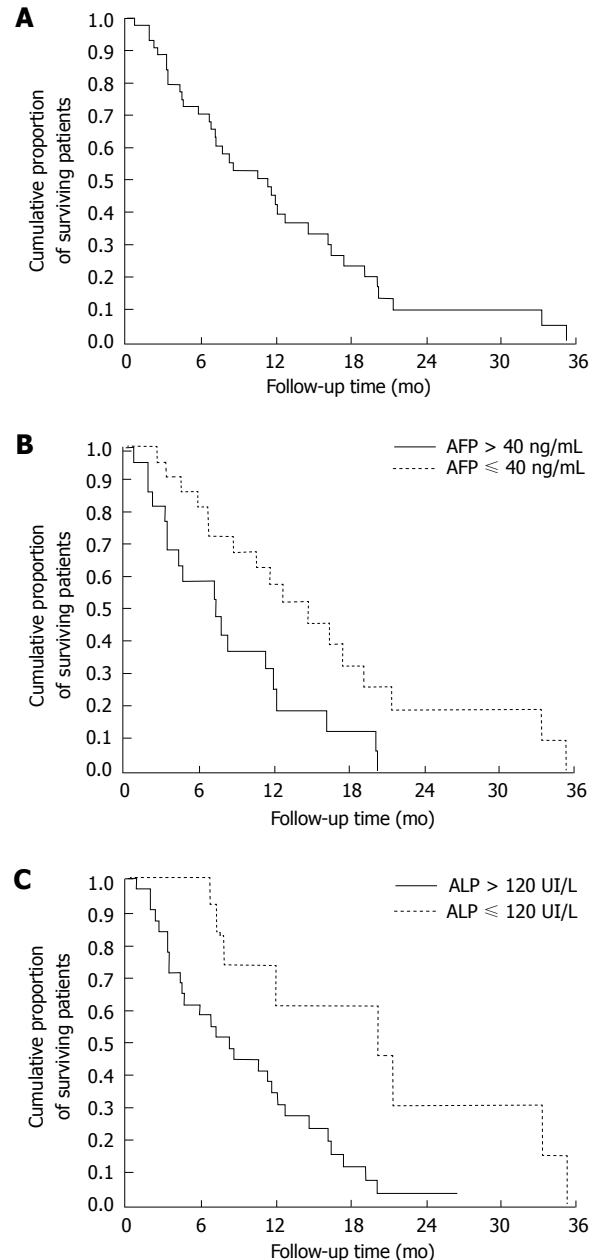 A
Cumulative proportion
of surviving patients
1.0
0.9
0.8
0.7
0.6
0.5
0.4
0.3
0.2
0.1
0.0
0 6 12 18 24 30 36
Follow-up time (mo)
B
AFP > 40 ng/mL
AFP ≤ 40 ng/mL
Cumulative proportion
of surviving patients
1.0
0.9
0.8
0.7
0.6
0.5
0.4
0.3
0.2
0.1
0.0
0 6 12 18 24 30 36
Follow-up time (mo)
C
ALP > 120 UI/L
ALP ≤ 120 UI/L
Cumulative proportion
of surviving patients
1.0
0.9
0.8
0.7
0.6
0.5
0.4
0.3
0.2
0.1
0.0
0 6 12 18 24 30 36
Follow-up time (mo)